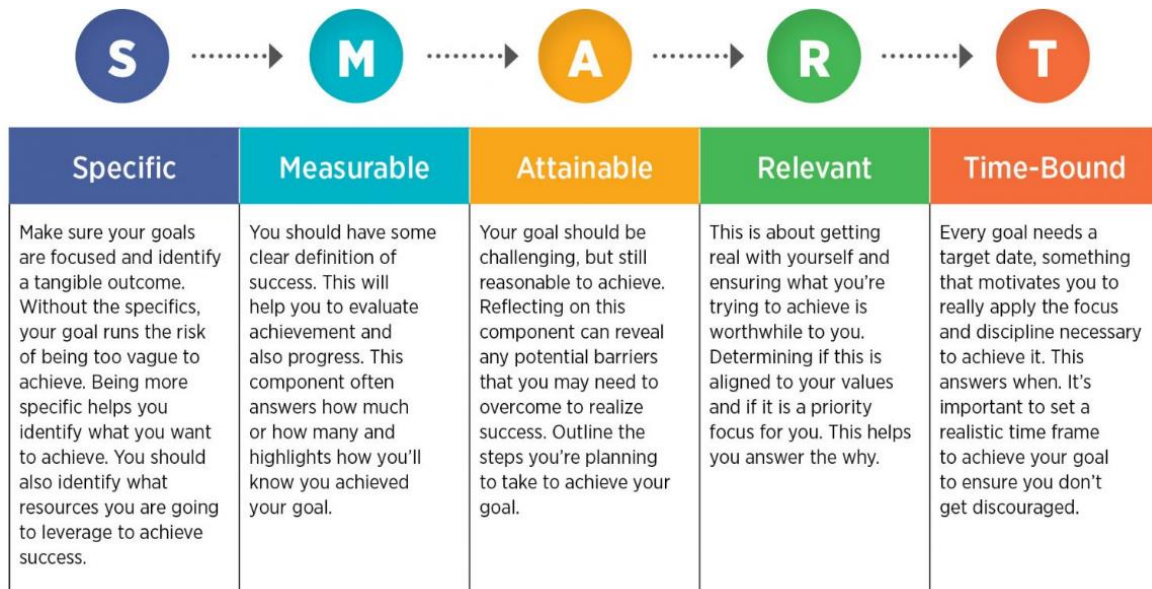 S
M
A
R
T
Specific
Measurable
Attainable
Relevant
Time-Bound
Make sure your goals
are focused and identify
a tangible outcome.
Without the specifics,
your goal runs the risk
of being too vague to
achieve. Being more
specific helps you
identify what you want
to achieve. You should
also identify what
resources you are going
to leverage to achieve
success.
You should have some
clear definition of
success. This will
help you to evaluate
achievement and
also progress. This
component often
answers how much
or how many and
highlights how you’ll
know you achieved
your goal.
Your goal should be
challenging, but still
reasonable to achieve.
Reflecting on this
component can reveal
any potential barriers
that you may need to
overcome to realize
success. Outline the
steps you’re planning
to take to achieve your
goal.
This is about getting
real with yourself and
ensuring what you’re
trying to achieve is
worthwhile to you.
Determining if this is
aligned to your values
and if it is a priority
focus for you. This helps
you answer the why.
Every goal needs a
target date, something
that motivates you to
really apply the focus
and discipline necessary
to achieve it. This
answers when. It’s
important to set a
realistic time frame
to achieve your goal
to ensure you don’t
get discouraged.